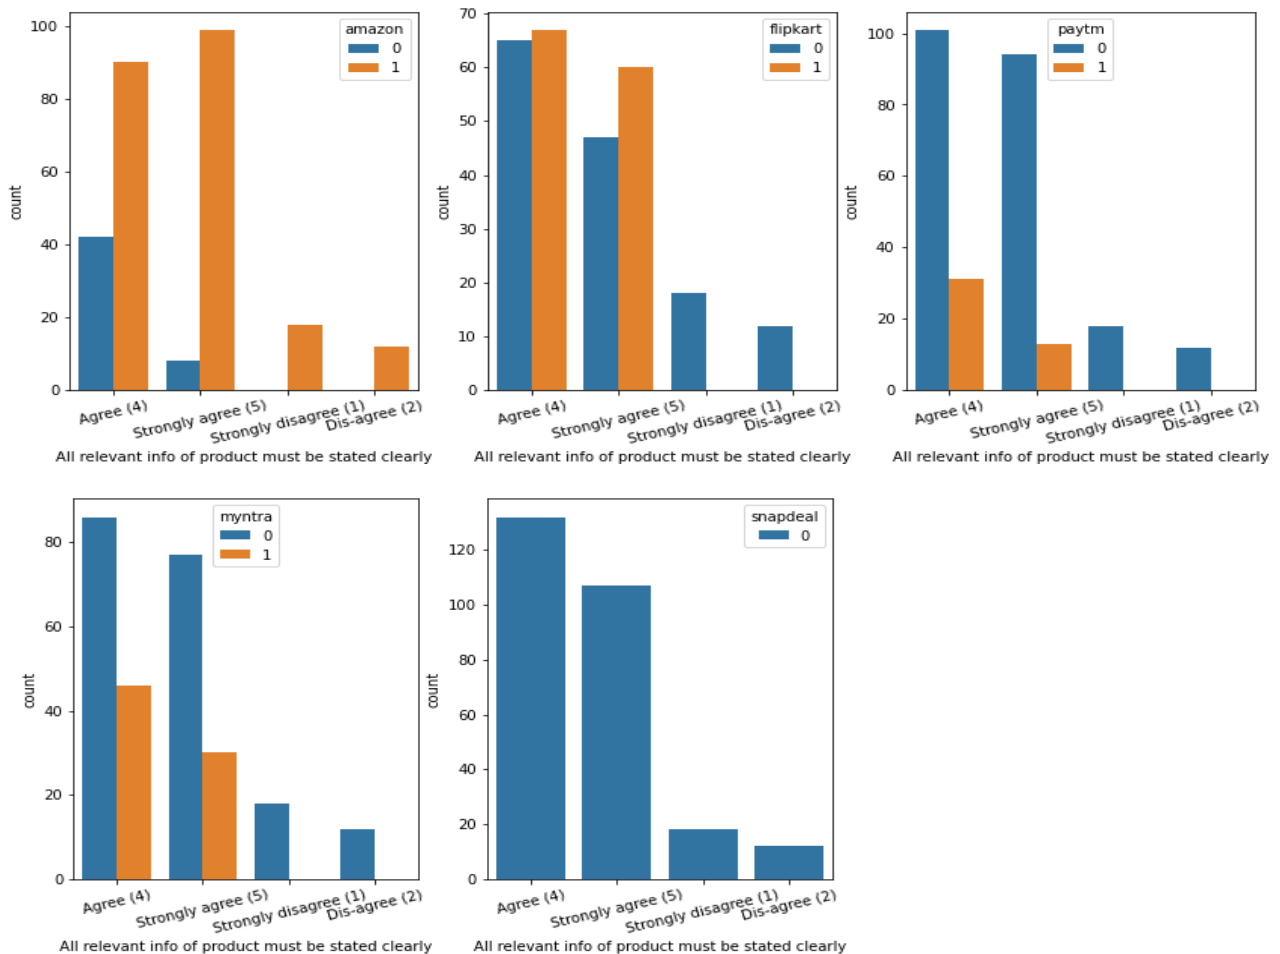 amazon
0
1
100
80
60
40
20
0
count
Agree (4)
Strongly agree (5)
Strongly disagree (1)
Dis-agree (2)
All relevant info of product must be stated clearly
flipkart
0
1
70
60
50
40
30
20
10
0
count
Agree (4)
Strongly agree (5)
Strongly disagree (1)
Dis-agree (2)
All relevant info of product must be stated clearly
paytm
0
1
100
80
60
40
20
0
count
Agree (4)
Strongly agree (5)
Strongly disagree (1)
Dis-agree (2)
All relevant info of product must be stated clearly
myntra
0
1
80
60
40
20
0
count
Agree (4)
Strongly agree (5)
Strongly disagree (1)
Dis-agree (2)
All relevant info of product must be stated clearly
snapdeal
0
120
100
80
60
40
20
0
count
Agree (4)
Strongly agree (5)
Strongly disagree (1)
Dis-agree (2)
All relevant info of product must be stated clearly